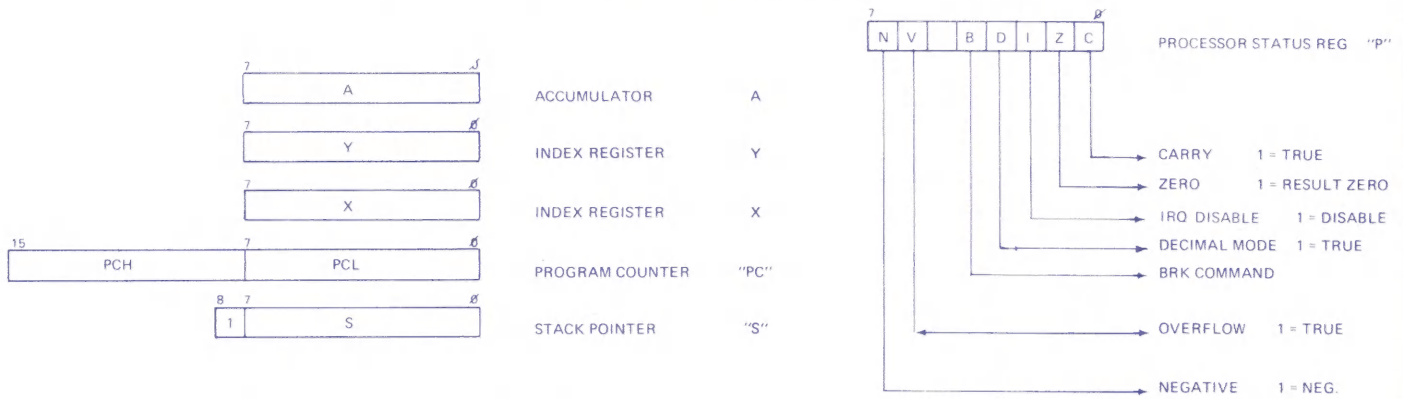 7 Ø
A
ACCUMULATOR A
7 Ø
Y
INDEX REGISTER Y
7 Ø
X
INDEX REGISTER X
15 7 Ø
PCH PCL
PROGRAM COUNTER "PC"
8 7 Ø
1 S
STACK POINTER "S"
7 Ø
N V B D I Z C
PROCESSOR STATUS REG "P"
CARRY 1 = TRUE
ZERO 1 = RESULT ZERO
IRQ DISABLE 1 = DISABLE
DECIMAL MODE 1 = TRUE
BRK COMMAND
OVERFLOW 1 = TRUE
NEGATIVE 1 = NEG.